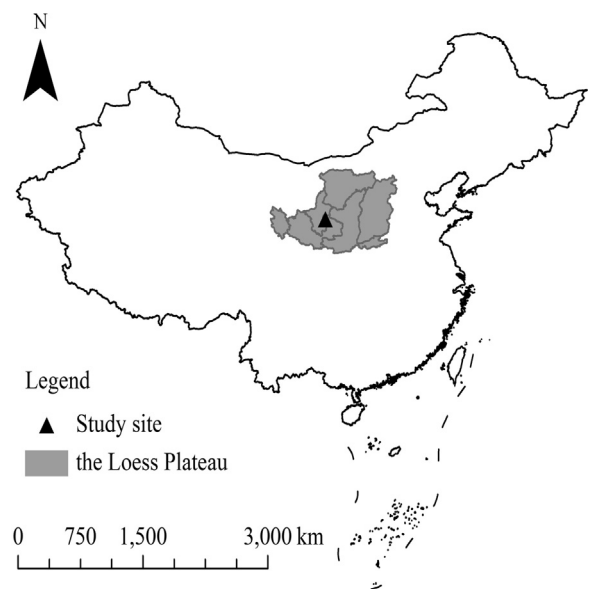 N
Legend
Study site
the Loess Plateau
0 750 1,500 3,000 km